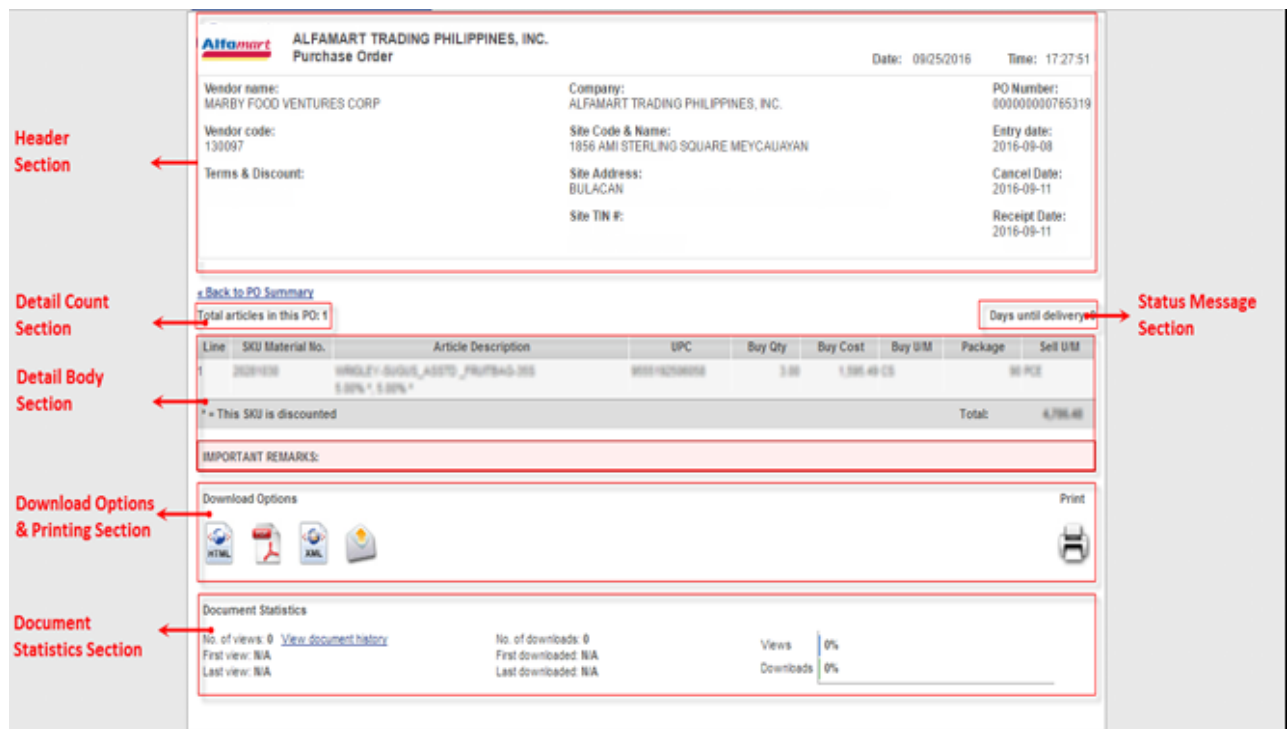 Alfamart
ALFAMART TRADING PHILIPPINES, INC.
Purchase Order
Date: 09/25/2016 Time: 17:27:51
Vendor name:
MARBY FOOD VENTURES CORP
Company:
ALFAMART TRADING PHILIPPINES, INC.
PO Number:
000000000765319
Vendor code:
130097
Site Code & Name:
1856 AMI STERLING SQUARE MEYCAUAYAN
Entry date:
2016-09-08
Terms & Discount:
Site Address:
BULACAN
Cancel Date:
2016-09-11
Site TIN #:
Receipt Date:
2016-09-11
Header
Section
« Back to PO Summary
Detail Count
Section
Total articles in this PO: 1
Days until delivery:
Status Message
Section
Line SKU Material No. Article Description UPC Buy Qty Buy Cost Buy U/M Package Sell U/M
Detail Body
Section
1 CS PCE
* = This SKU is discounted Total:
IMPORTANT REMARKS:
Download Options
& Printing Section
Download Options Print
HTML XML
Document
Statistics Section
Document Statistics
No. of views: 0 View document history
First view: N/A
Last view: N/A
No. of downloads: 0
First downloaded: N/A
Last downloaded: N/A
Views 0%
Downloads 0%